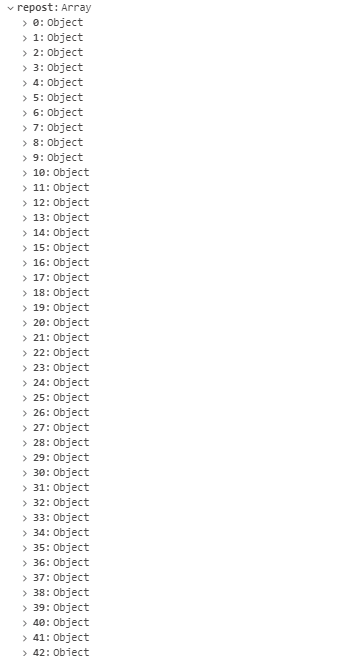 repost: Array
0: Object
1: Object
2: Object
3: Object
4: Object
5: Object
6: Object
7: Object
8: Object
9: Object
10: Object
11: Object
12: Object
13: Object
14: Object
15: Object
16: Object
17: Object
18: Object
19: Object
20: Object
21: Object
22: Object
23: Object
24: Object
25: Object
26: Object
27: Object
28: Object
29: Object
30: Object
31: Object
32: Object
33: Object
34: Object
35: Object
36: Object
37: Object
38: Object
39: Object
40: Object
41: Object
42: Object